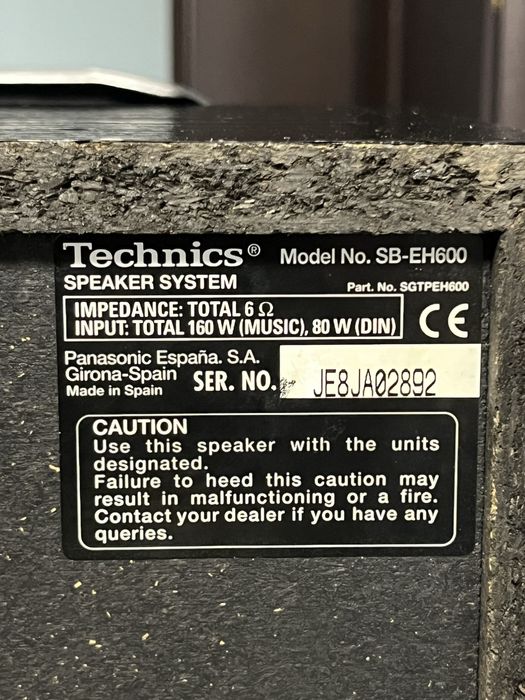 Technics® Model No. SB-EH600
SPEAKER SYSTEM Part. No. SGTPEH600
IMPEDANCE: TOTAL 6 Ω
INPUT: TOTAL 160 W (MUSIC), 80 W (DIN)
CE
Panasonic España. S.A.
Girona-Spain
Made in Spain
SER. NO. JE8JA02892
CAUTION
Use this speaker with the units
designated.
Failure to heed this caution may
result in malfunctioning or a fire.
Contact your dealer if you have any
queries.